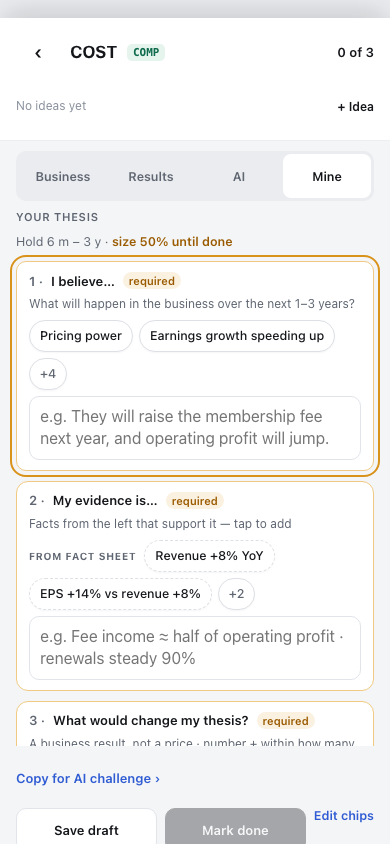 ‹ COST COMP 0 of 3
No ideas yet + Idea
Business Results AI Mine
YOUR THESIS
Hold 6 m – 3 y · size 50% until done
1 · I believe... required
What will happen in the business over the next 1–3 years?
Pricing power Earnings growth speeding up
+4
e.g. They will raise the membership fee
next year, and operating profit will jump.
2 · My evidence is... required
Facts from the left that support it — tap to add
FROM FACT SHEET Revenue +8% YoY
EPS +14% vs revenue +8% +2
e.g. Fee income ≈ half of operating profit ·
renewals steady 90%
3 · What would change my thesis? required
A business result, not a price · number + within how many
Copy for AI challenge ›
Save draft Mark done Edit chips